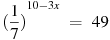 (1/7)^{10-3x} = 49